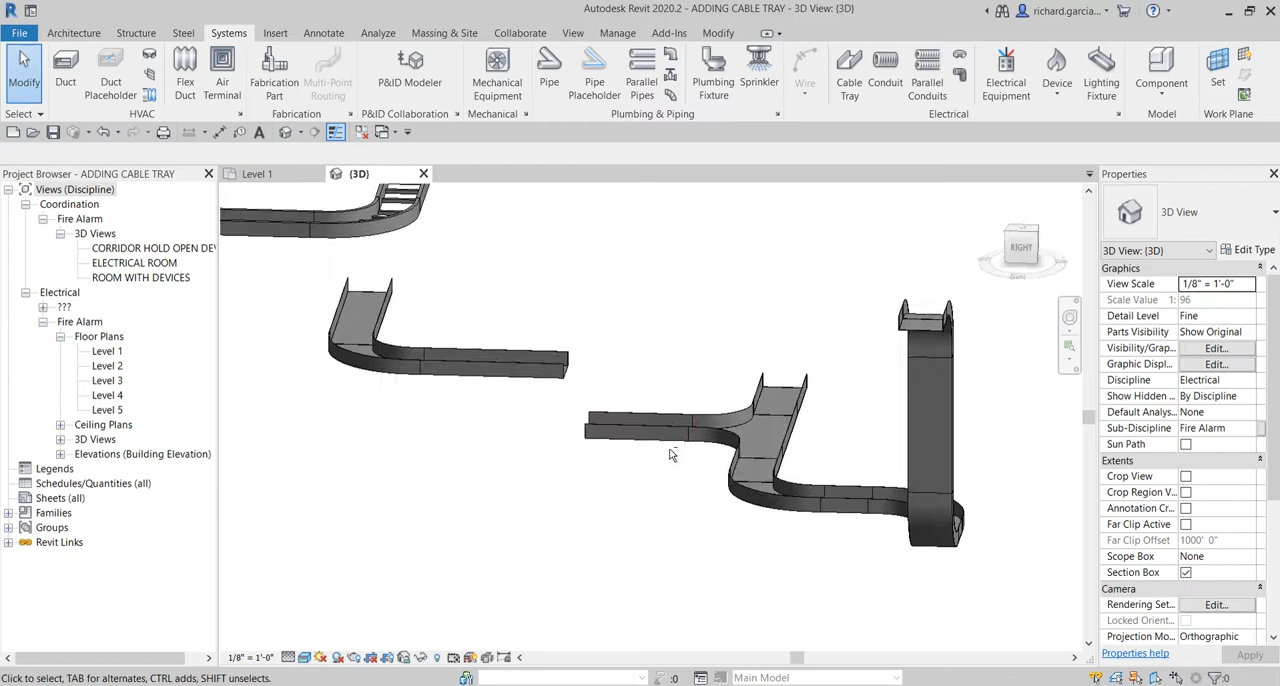 Autodesk Revit 2020.2 - ADDING CABLE TRAY - 3D View: {3D}
richard.garcia...
File Architecture Structure Steel Systems Insert Annotate Analyze Massing & Site Collaborate View Manage Add-Ins Modify
Modify Duct Duct Placeholder Flex Duct Air Terminal Fabrication Part Multi-Point Routing P&ID Modeler Mechanical Equipment Pipe Pipe Placeholder Parallel Pipes Plumbing Fixture Sprinkler Wire Cable Tray Conduit Parallel Conduits Electrical Equipment Device Lighting Fixture Component Set
Select HVAC Fabrication P&ID Collaboration Mechanical Plumbing & Piping Electrical Model Work Plane
Project Browser - ADDING CABLE TRAY
Level 1
{3D}
Properties
Views (Discipline)
Coordination
Fire Alarm
3D Views
CORRIDOR HOLD OPEN DEV
ELECTRICAL ROOM
ROOM WITH DEVICES
Electrical
???
Fire Alarm
Floor Plans
Level 1
Level 2
Level 3
Level 4
Level 5
Ceiling Plans
3D Views
Elevations (Building Elevation)
Legends
Schedules/Quantities (all)
Sheets (all)
Families
Groups
Revit Links
RIGHT
3D View
3D View: {3D} Edit Type
Graphics
View Scale 1/8" = 1'-0"
Scale Value 1: 96
Detail Level Fine
Parts Visibility Show Original
Visibility/Grap... Edit...
Graphic Displ... Edit...
Discipline Electrical
Show Hidden ... By Discipline
Default Analys... None
Sub-Discipline Fire Alarm
Sun Path
Extents
Crop View
Crop Region V...
Annotation Cr...
Far Clip Active
Far Clip Offset 1000' 0"
Scope Box None
Section Box
Camera
Rendering Set... Edit...
Locked Orient...
Projection Mo... Orthographic
Properties help Apply
1/8" = 1'-0"
Click to select, TAB for alternates, CTRL adds, SHIFT unselects.
:0
Main Model
:0